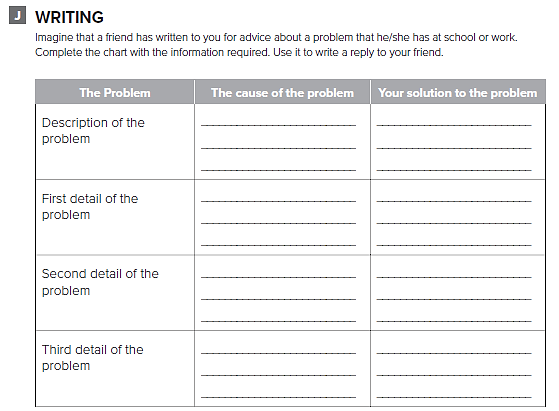 J WRITING
Imagine that a friend has written to you for advice about a problem that he/she has at school or work.
Complete the chart with the information required. Use it to write a reply to your friend.
The Problem The cause of the problem Your solution to the problem
Description of the
problem
First detail of the
problem
Second detail of the
problem
Third detail of the
problem